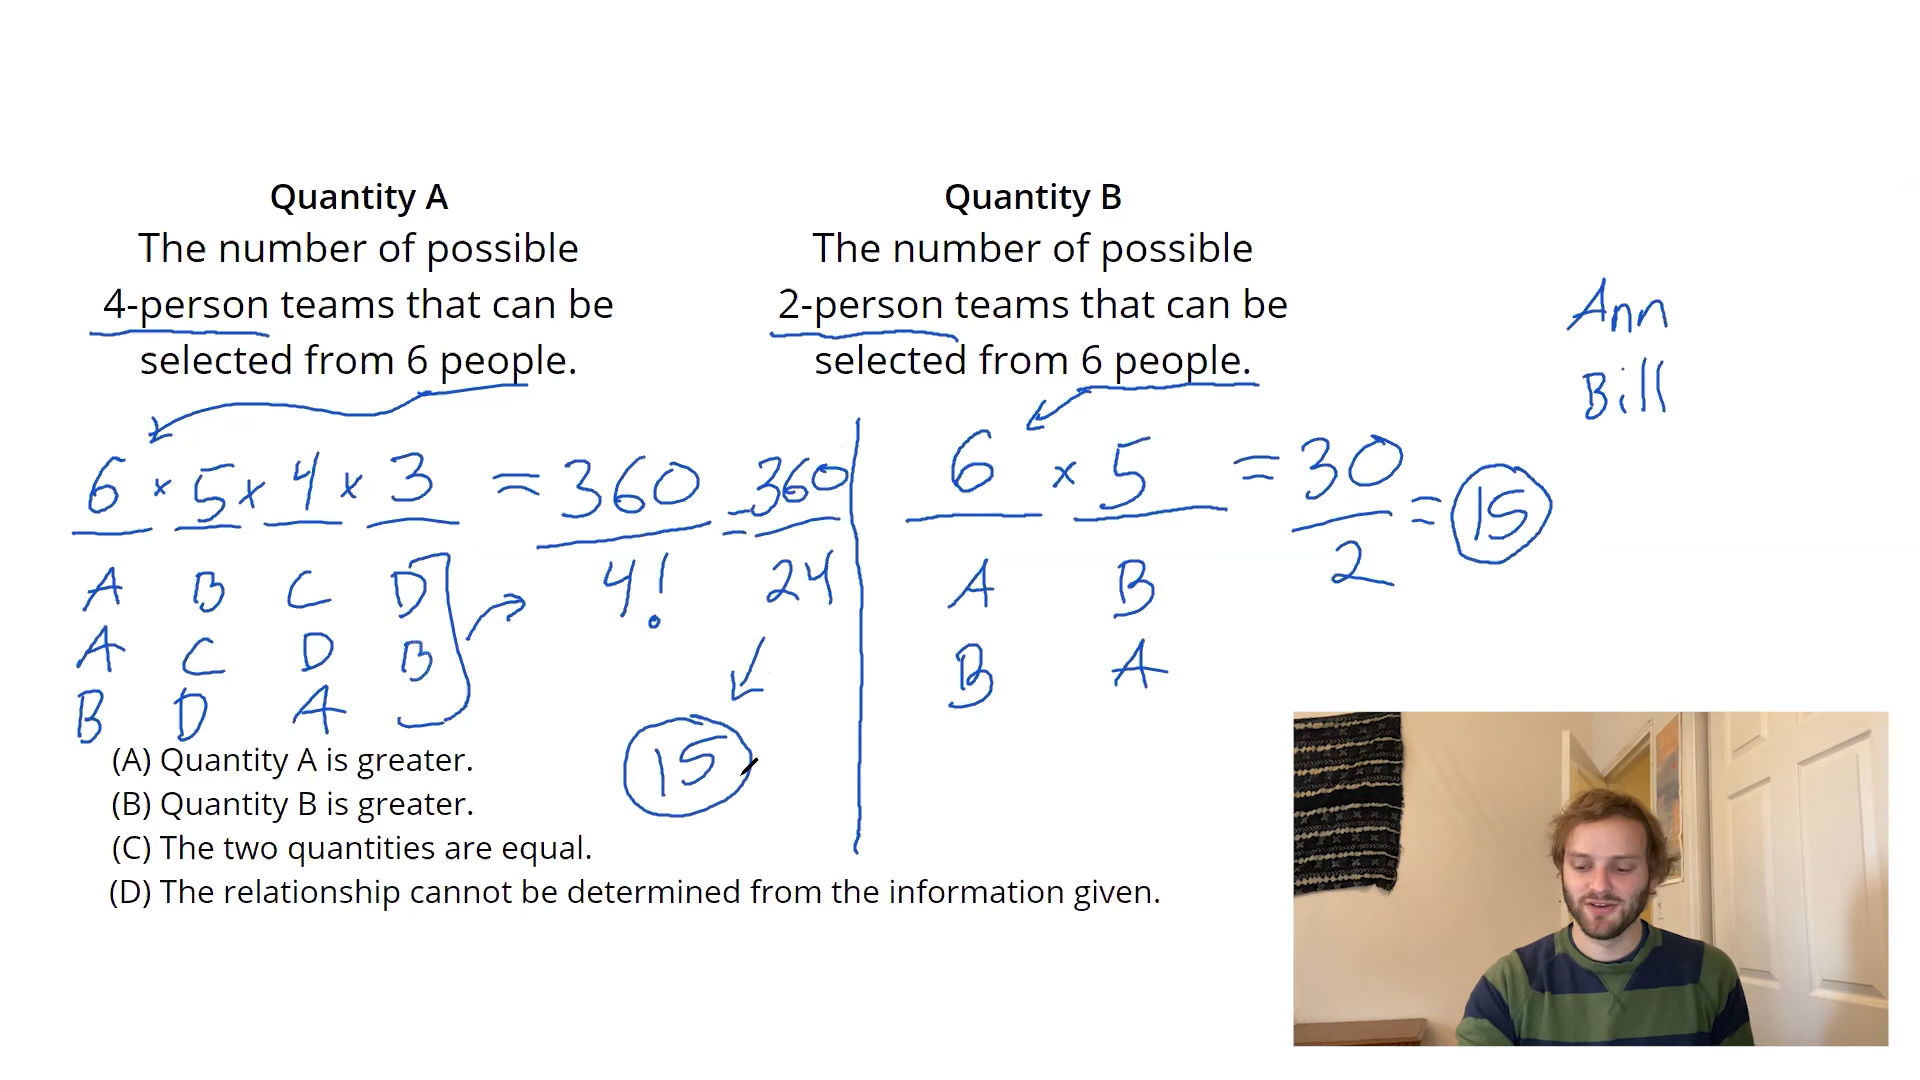 Quantity A
The number of possible
4-person teams that can be
selected from 6 people.
6 × 5 × 4 × 3 = 360 / 4! = 360 / 24
A B C D
A C D B
B D A
15
Quantity B
The number of possible
2-person teams that can be
selected from 6 people.
6 × 5 = 30 / 2 = 15
A B
B A
Ann
Bill
(A) Quantity A is greater.
(B) Quantity B is greater.
(C) The two quantities are equal.
(D) The relationship cannot be determined from the information given.